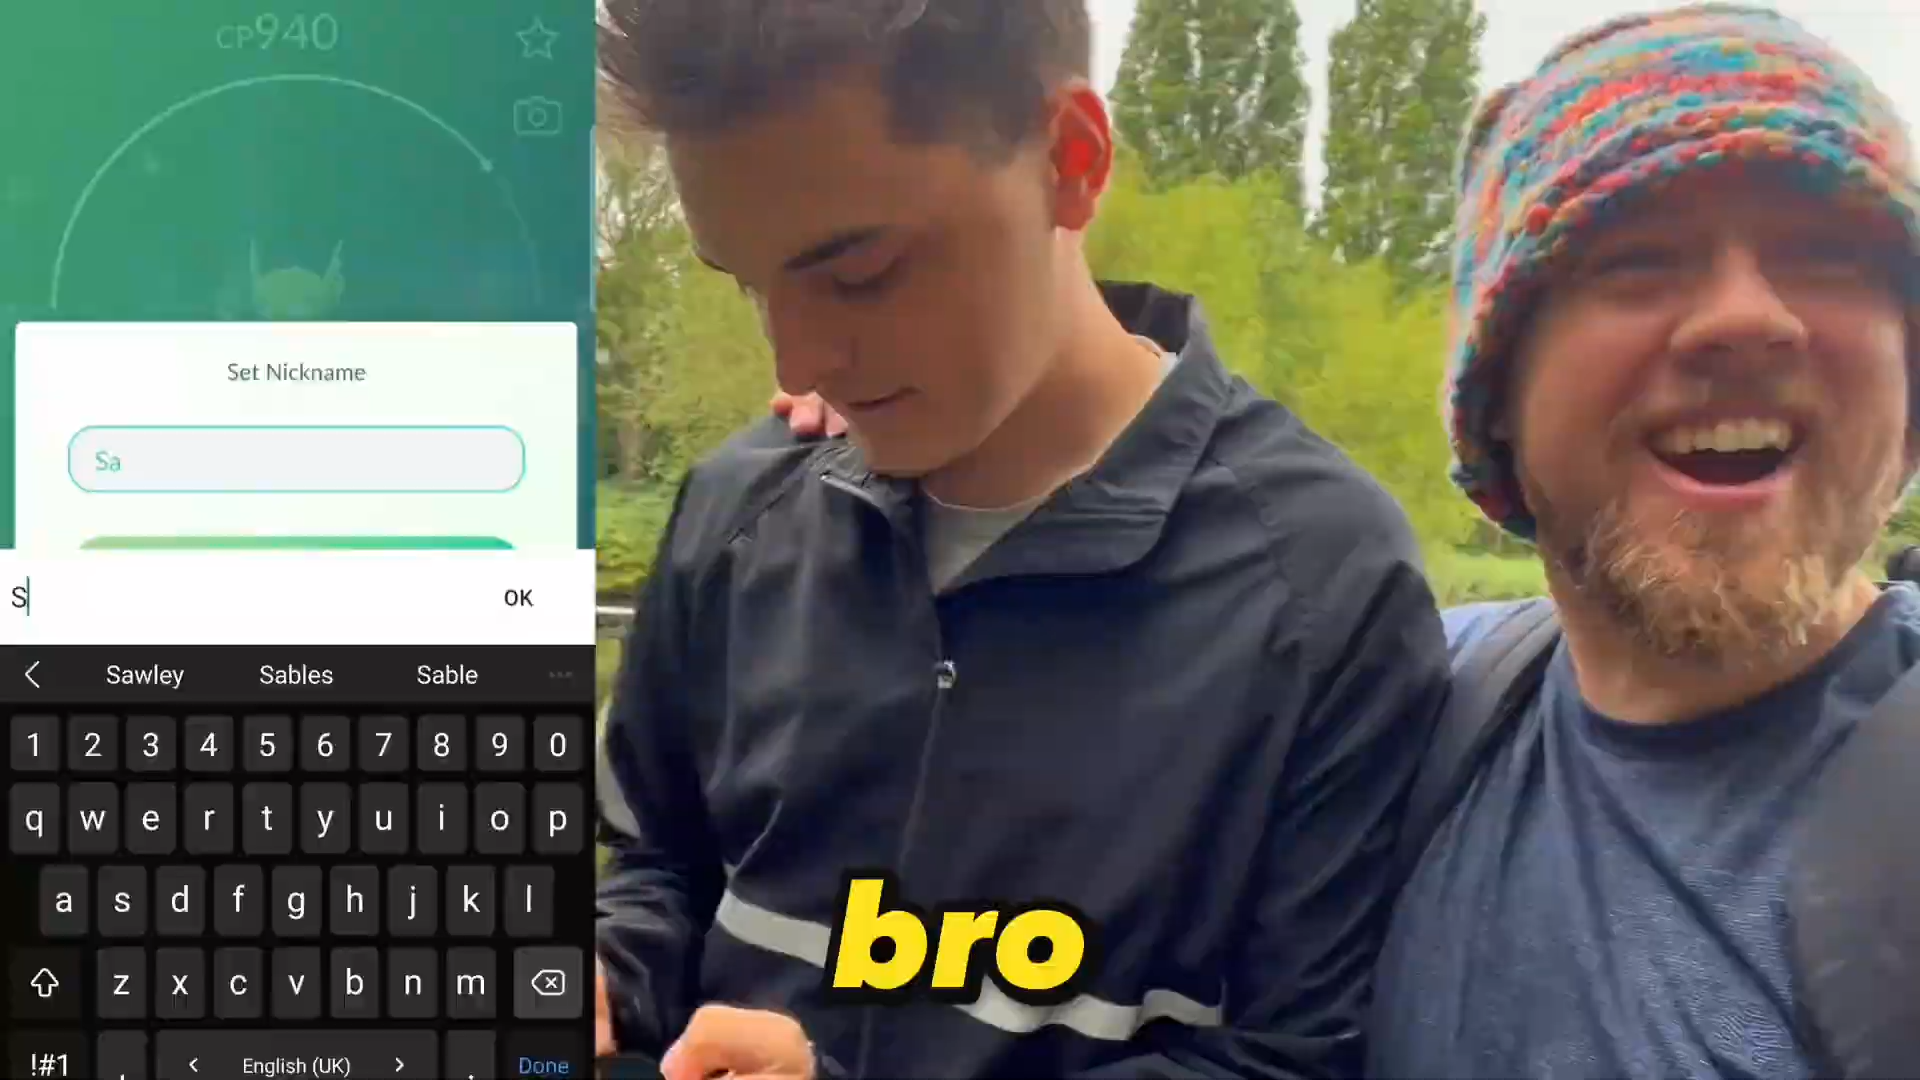 CP940
Set Nickname
Sa
S
OK
Sawley Sables Sable ...
1 2 3 4 5 6 7 8 9 0
q w e r t y u i o p
a s d f g h j k l
z x c v b n m
!#1 , < English (UK) > . Done
bro